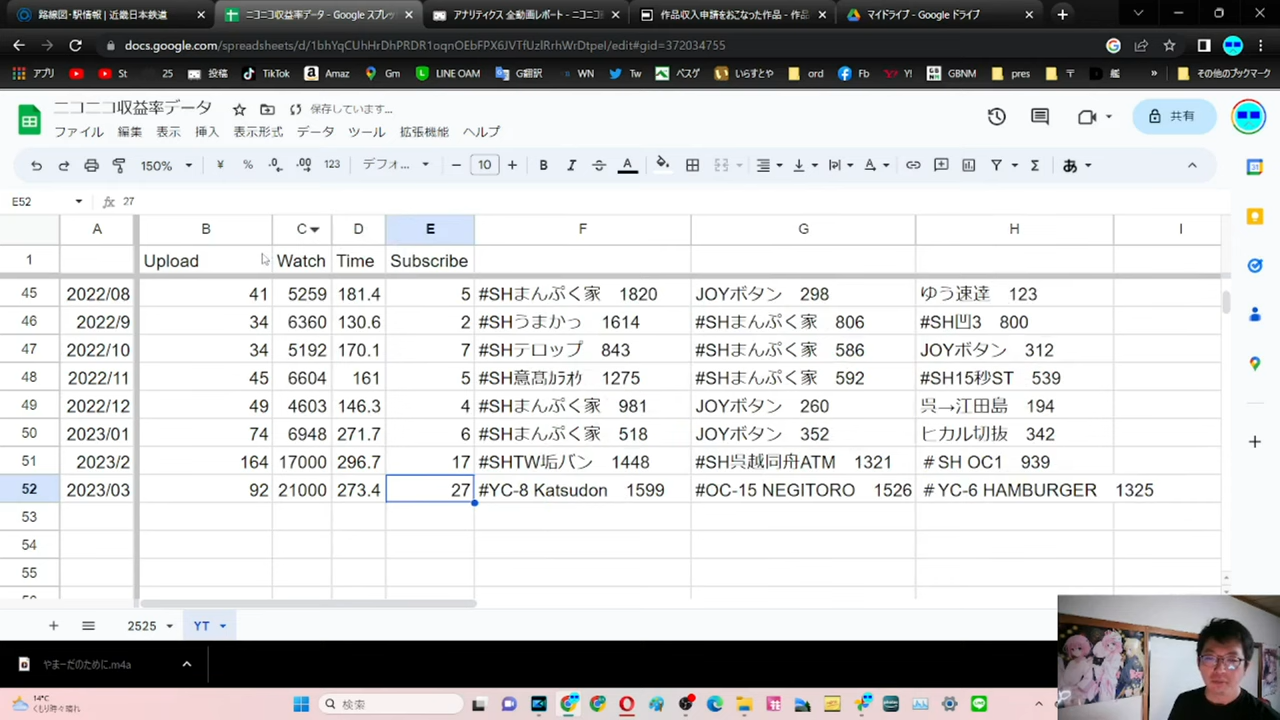 路線図・駅情報 | 近畿日本鉄道
ニコニコ収益率データ - Google スプレッ
アナリティクス 全動画レポート - ニコニコ
作品収入申請をおこなった作品 - 作品
マイドライブ - Google ドライブ
docs.google.com/spreadsheets/d/1bhYqCUhHrDhPRDR1oqnOEbFPX6JVTfUzIRrhWrDtpeI/edit#gid=372034755
アプリ St 25 投稿 TikTok Amaz Gm LINE OAM G翻訳 WN Tw ベスゲ いらすとや ord Fb Y! GBNM pres 〒 艦 » その他のブックマーク
ニコニコ収益率データ 保存しています…
共有
ファイル 編集 表示 挿入 表示形式 データ ツール 拡張機能 ヘルプ
150% ¥ % .0 .00 123 デフォ... 10 B I A あ
E52 fx 27
A B C D E F G H I
1 Upload Watch Time Subscribe
45 2022/08 41 5259 181.4 5 #SHまんぷく家 1820 JOYボタン 298 ゆう速達 123
46 2022/9 34 6360 130.6 2 #SHうまかっ 1614 #SHまんぷく家 806 #SH凹3 800
47 2022/10 34 5192 170.1 7 #SHテロップ 843 #SHまんぷく家 586 JOYボタン 312
48 2022/11 45 6604 161 5 #SH意髙ｶﾗｵｹ 1275 #SHまんぷく家 592 #SH15秒ST 539
49 2022/12 49 4603 146.3 4 #SHまんぷく家 981 JOYボタン 260 呉→江田島 194
50 2023/01 74 6948 271.7 6 #SHまんぷく家 518 JOYボタン 352 ヒカル切抜 342
51 2023/2 164 17000 296.7 17 #SHTW垢バン 1448 #SH呉越同舟ATM 1321 ＃SH OC1 939
52 2023/03 92 21000 273.4 27 #YC-8 Katsudon 1599 #OC-15 NEGITORO 1526 ＃YC-6 HAMBURGER 1325
53
54
55
2525 YT
やまーだのために.m4a
14°C
くもり時々晴れ
検索